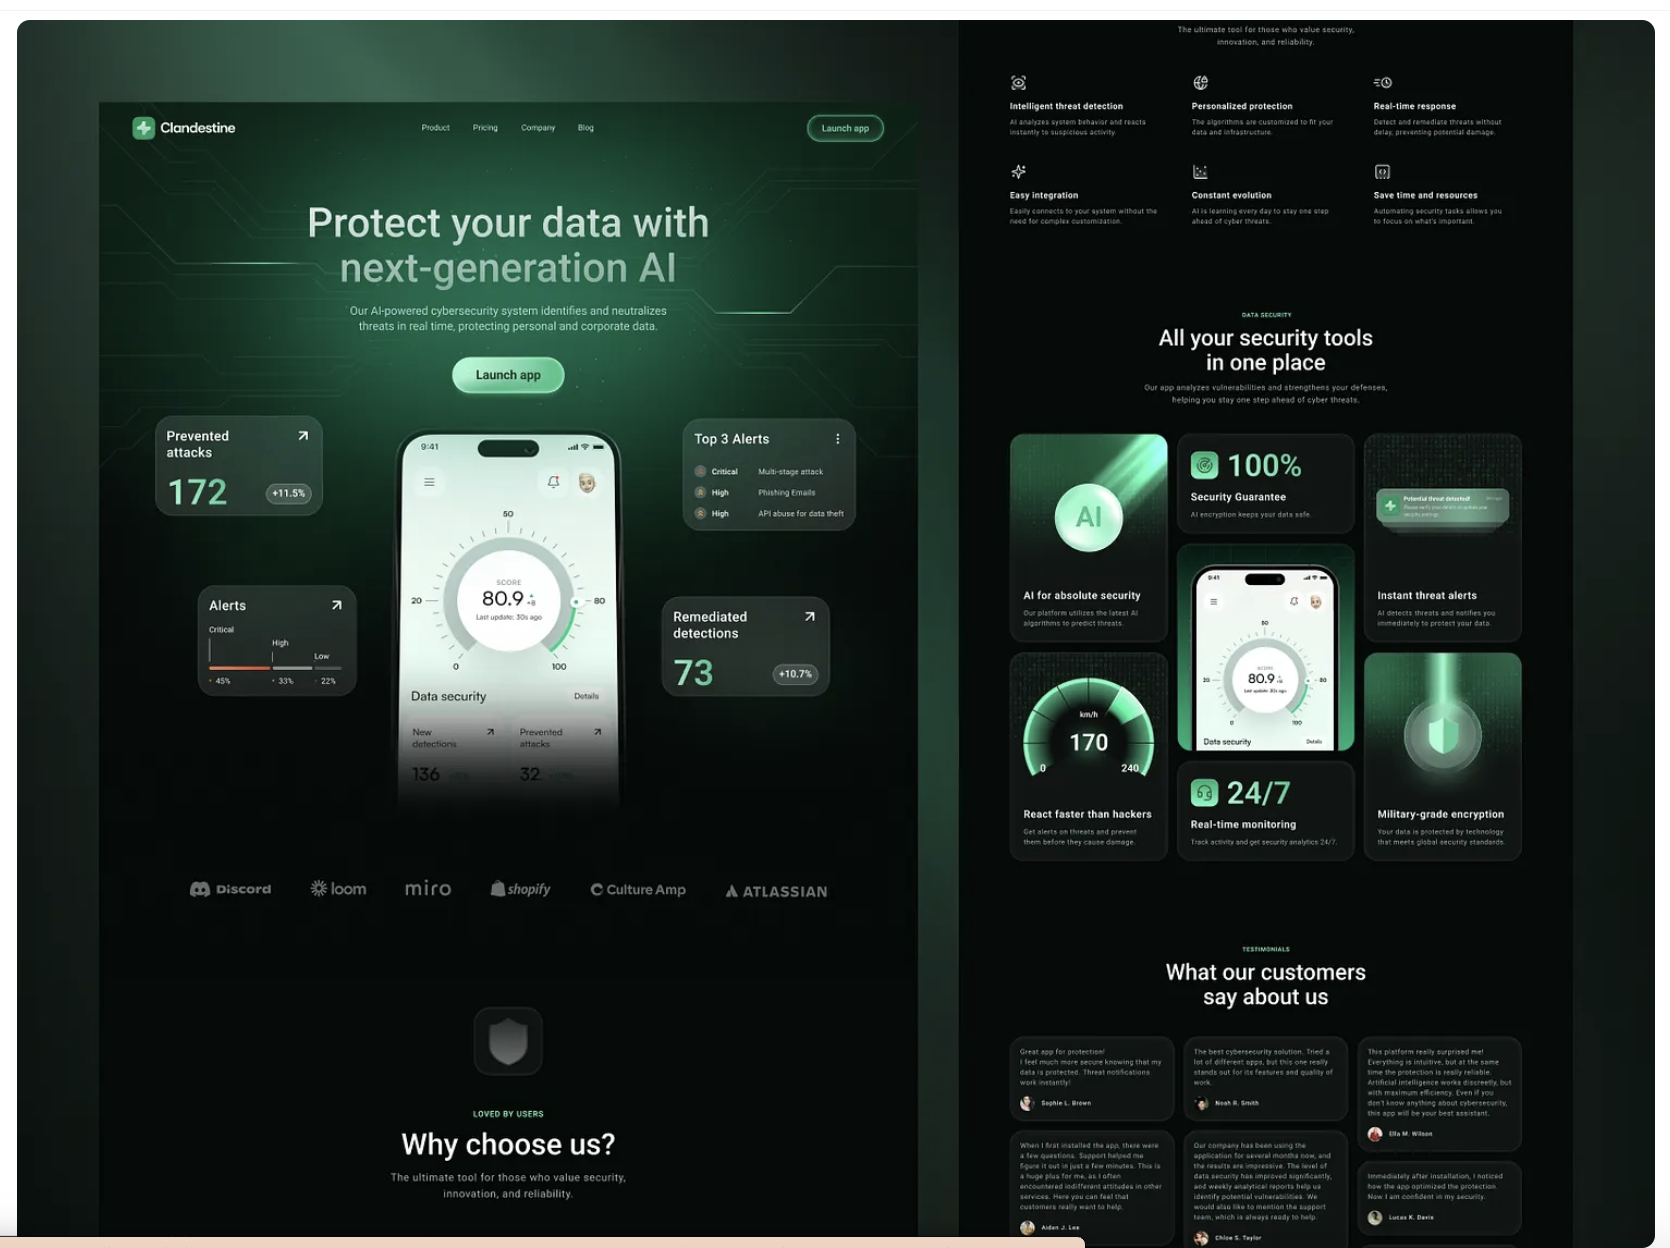 Clandestine
Product
Pricing
Company
Blog
Launch app
Protect your data with
next-generation AI
Our AI-powered cybersecurity system identifies and neutralizes
threats in real time, protecting personal and corporate data.
Launch app
Prevented
attacks
172
+11.5%
Alerts
Critical
High
Low
45%
33%
22%
9:41
50
20
80
SCORE
80.9
+8
Last update: 30s ago
0
100
Data security
Details
New
detections
136
Prevented
attacks
32
Top 3 Alerts
Critical Multi-stage attack
High Phishing Emails
High API abuse for data theft
Remediated
detections
73
+10.7%
Discord
loom
miro
shopify
Culture Amp
ATLASSIAN
LOVED BY USERS
Why choose us?
The ultimate tool for those who value security,
innovation, and reliability.
The ultimate tool for those who value security,
innovation, and reliability.
Intelligent threat detection
AI analyzes system behavior and reacts
instantly to suspicious activity.
Personalized protection
The algorithms are customized to fit your
data and infrastructure.
Real-time response
Detect and remediate threats without
delay, preventing potential damage.
Easy integration
Easily connects to your system without the
need for complex customization.
Constant evolution
AI is learning every day to stay one step
ahead of cyber threats.
Save time and resources
Automating security tasks allows you
to focus on what's important.
DATA SECURITY
All your security tools
in one place
Our app analyzes vulnerabilities and strengthens your defenses,
helping you stay one step ahead of cyber threats.
AI
AI for absolute security
Our platform utilizes the latest AI
algorithms to predict threats.
100%
Security Guarantee
AI encryption keeps your data safe.
Potential threat detected!
Instant threat alerts
AI detects threats and notifies you
immediately to protect your data.
km/h
170
0
240
React faster than hackers
Get alerts on threats and prevent
them before they cause damage.
9:41
50
20
80
SCORE
80.9
Last update: 30s ago
0
100
Data security
Details
24/7
Real-time monitoring
Track activity and get security analytics 24/7.
Military-grade encryption
Your data is protected by technology
that meets global security standards.
TESTIMONIALS
What our customers
say about us
Great app for protection!
I feel much more secure knowing that my
data is protected. Threat notifications
work instantly!
Sophie L. Brown
The best cybersecurity solution. Tried a
lot of different apps, but this one really
stands out for its features and quality of
work.
Noah R. Smith
This platform really surprised me!
Everything is intuitive, but at the same
time the protection is really reliable.
Artificial intelligence works discreetly, but
with maximum efficiency. Even if you
don't know anything about cybersecurity,
this app will be your best assistant.
Ella M. Wilson
When I first installed the app, there were
a few questions. Support helped me
figure it out in just a few minutes. This is
a huge plus for me, as I often
encountered indifferent attitudes in other
services. Here you can feel that
customers really want to help.
Aiden J. Lee
Our company has been using the
application for several months now, and
the results are impressive. The level of
data security has improved significantly,
and weekly analytical reports help us
identify potential vulnerabilities. We
would also like to mention the support
team, which is always ready to help.
Chloe S. Taylor
Immediately after installation, I noticed
how the app optimized the protection.
Now I am confident in my security.
Lucas K. Davis